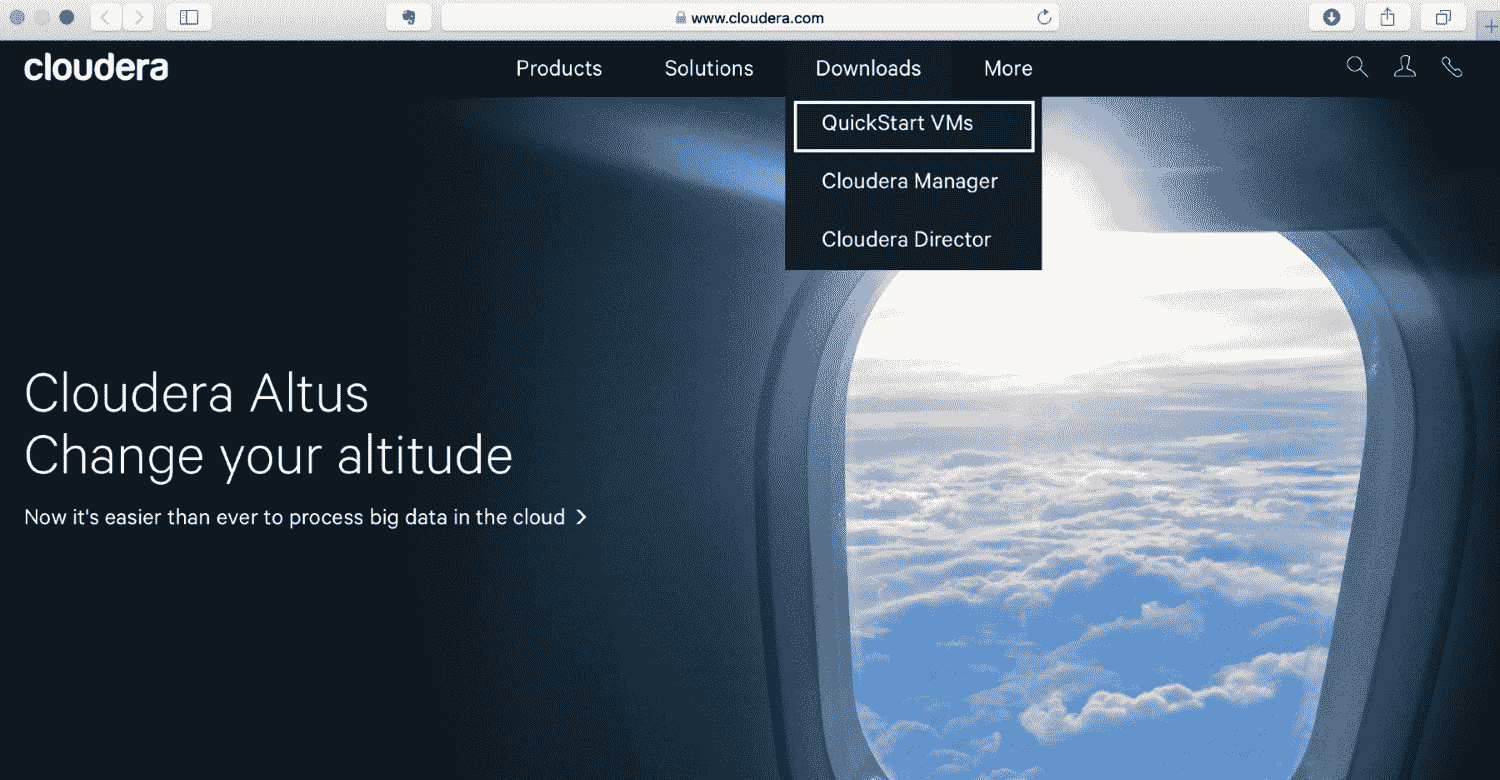 www.cloudera.com
cloudera
Products Solutions Downloads More
QuickStart VMs
Cloudera Manager
Cloudera Director
Cloudera Altus
Change your altitude
Now it's easier than ever to process big data in the cloud